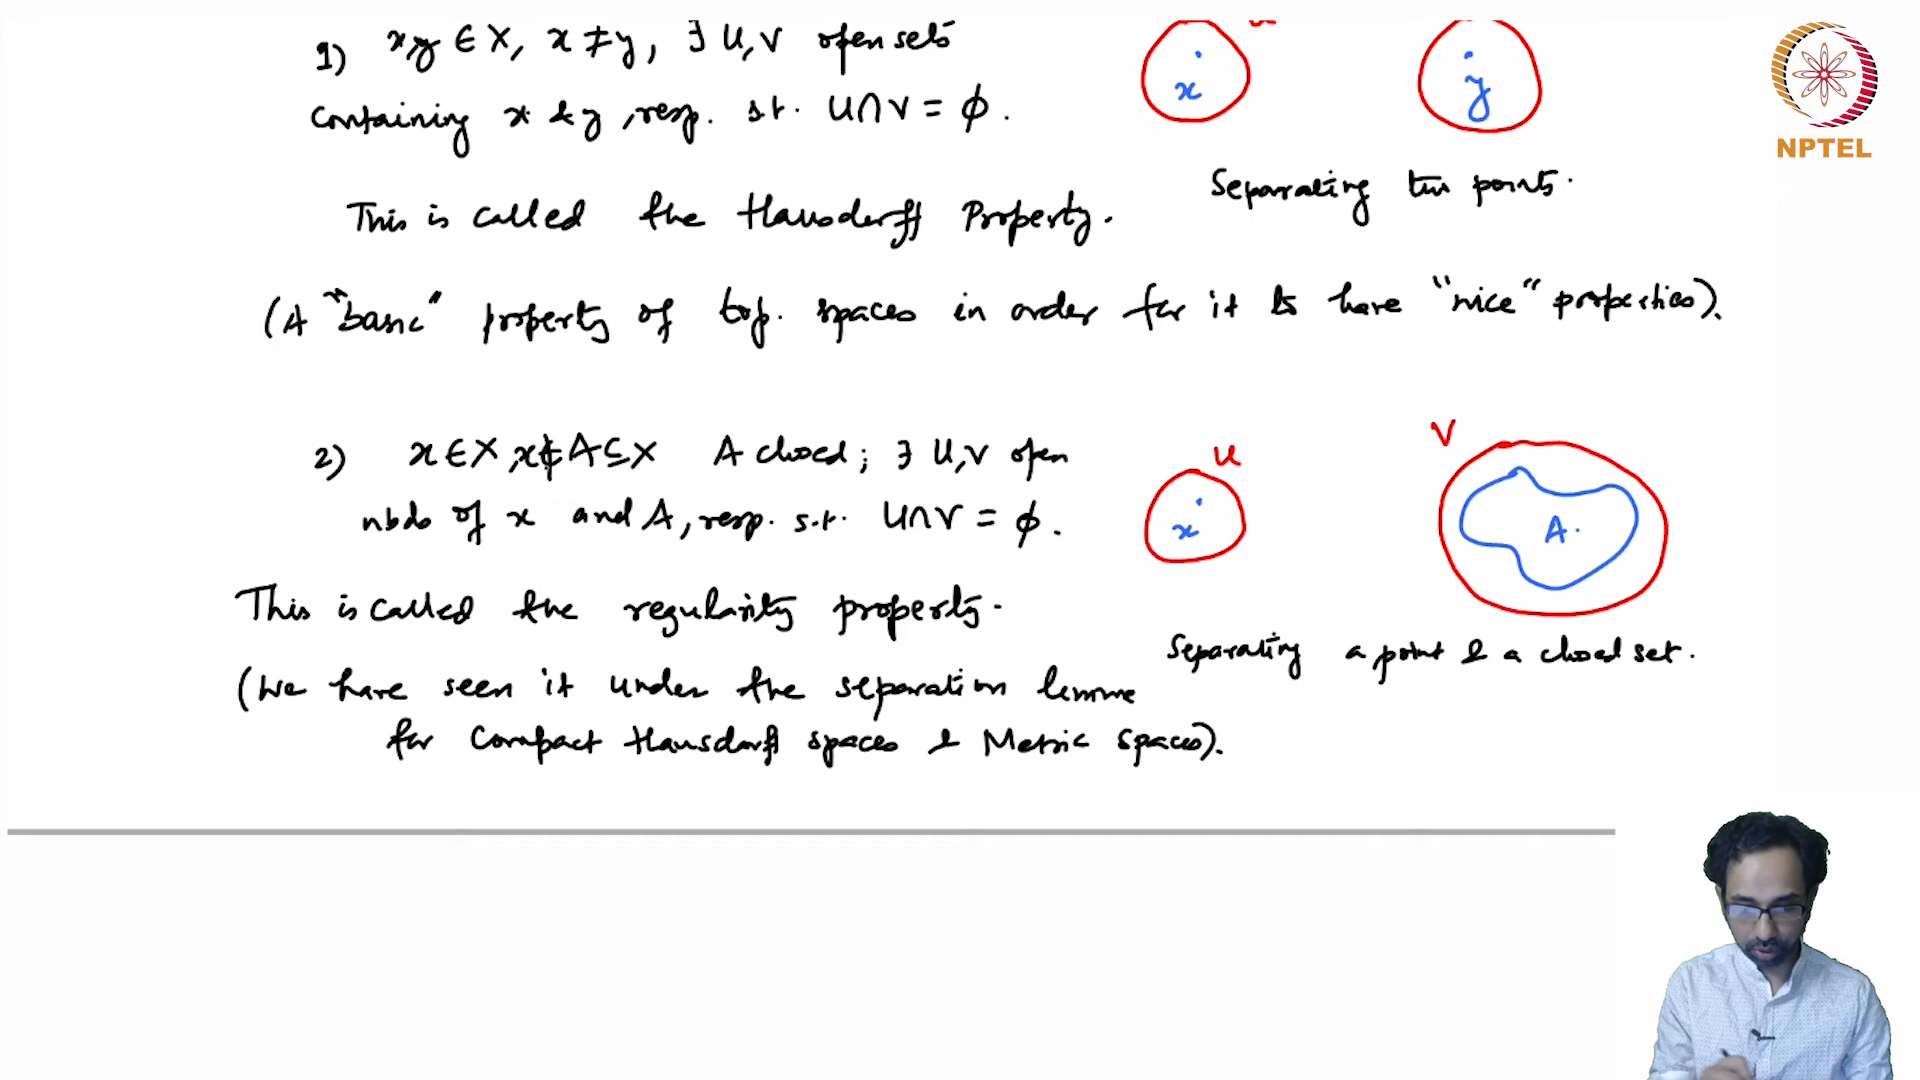 1) x,y ∈ X, x ≠ y, ∃ U,V open sets
containing x & y, resp. s.t. U∩V = ϕ.
x
y
NPTEL
Separating two points.
This is called the Hausdorff Property.
(A "basic" property of top. spaces in order for it to have "nice" properties).
2) x ∈ X, x ∉ A ⊆ X A closed; ∃ U,V open
nbds of x and A, resp. s.t. U∩V = ϕ.
U
x
V
A.
This is called the regularity property.
Separating a point & a closed set.
(We have seen it under the separation lemma
for Compact Hausdorff spaces & Metric spaces).